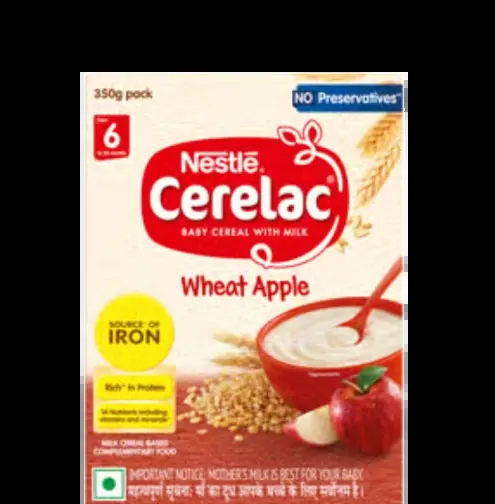 350g pack
NO Preservatives
6
Nestlé
Cerelac
BABY CEREAL WITH MILK
Wheat Apple
SOURCE* OF
IRON
Rich^ in Protein
14 Nutrients including
vitamins and minerals
MILK CEREAL BASED
COMPLEMENTARY FOOD
IMPORTANT NOTICE: MOTHER'S MILK IS BEST FOR YOUR BABY.
महत्वपूर्ण सूचना: माँ का दूध आपके बच्चे के लिए सर्वोत्तम है।